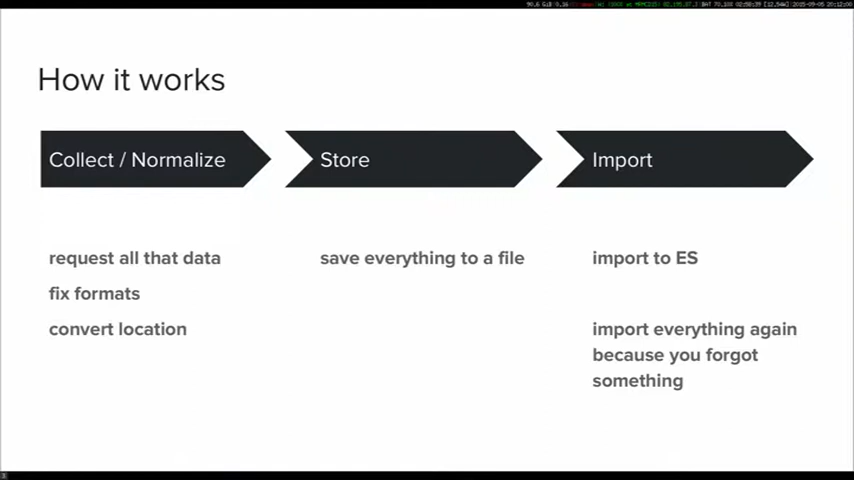 How it works
Collect / Normalize
Store
Import
request all that data
fix formats
convert location
save everything to a file
import to ES
import everything again
because you forgot
something